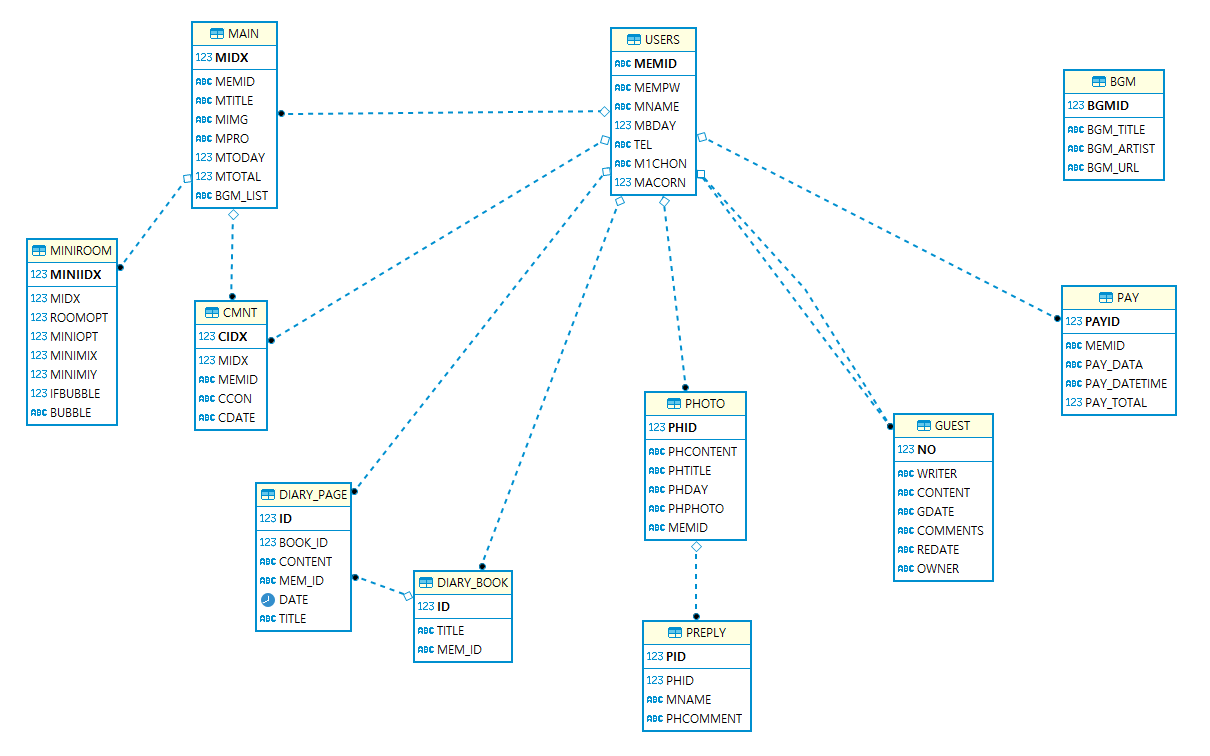 MAIN
123 MIDX
ABC MEMID
ABC MTITLE
ABC MIMG
ABC MPRO
123 MTODAY
123 MTOTAL
ABC BGM_LIST
USERS
ABC MEMID
ABC MEMPW
ABC MNAME
123 MBDAY
ABC TEL
ABC M1CHON
123 MACORN
BGM
123 BGMID
ABC BGM_TITLE
ABC BGM_ARTIST
ABC BGM_URL
MINIROOM
123 MINIIDX
123 MIDX
123 ROOMOPT
123 MINIOPT
123 MINIMIX
123 MINIMIY
123 IFBUBBLE
ABC BUBBLE
CMNT
123 CIDX
123 MIDX
ABC MEMID
ABC CCON
ABC CDATE
PAY
123 PAYID
ABC MEMID
ABC PAY_DATA
ABC PAY_DATETIME
123 PAY_TOTAL
PHOTO
123 PHID
ABC PHCONTENT
ABC PHTITLE
ABC PHDAY
ABC PHPHOTO
ABC MEMID
GUEST
123 NO
ABC WRITER
ABC CONTENT
ABC GDATE
ABC COMMENTS
ABC REDATE
ABC OWNER
DIARY_PAGE
123 ID
123 BOOK_ID
ABC CONTENT
ABC MEM_ID
DATE
ABC TITLE
DIARY_BOOK
123 ID
ABC TITLE
ABC MEM_ID
PREPLY
123 PID
123 PHID
ABC MNAME
ABC PHCOMMENT